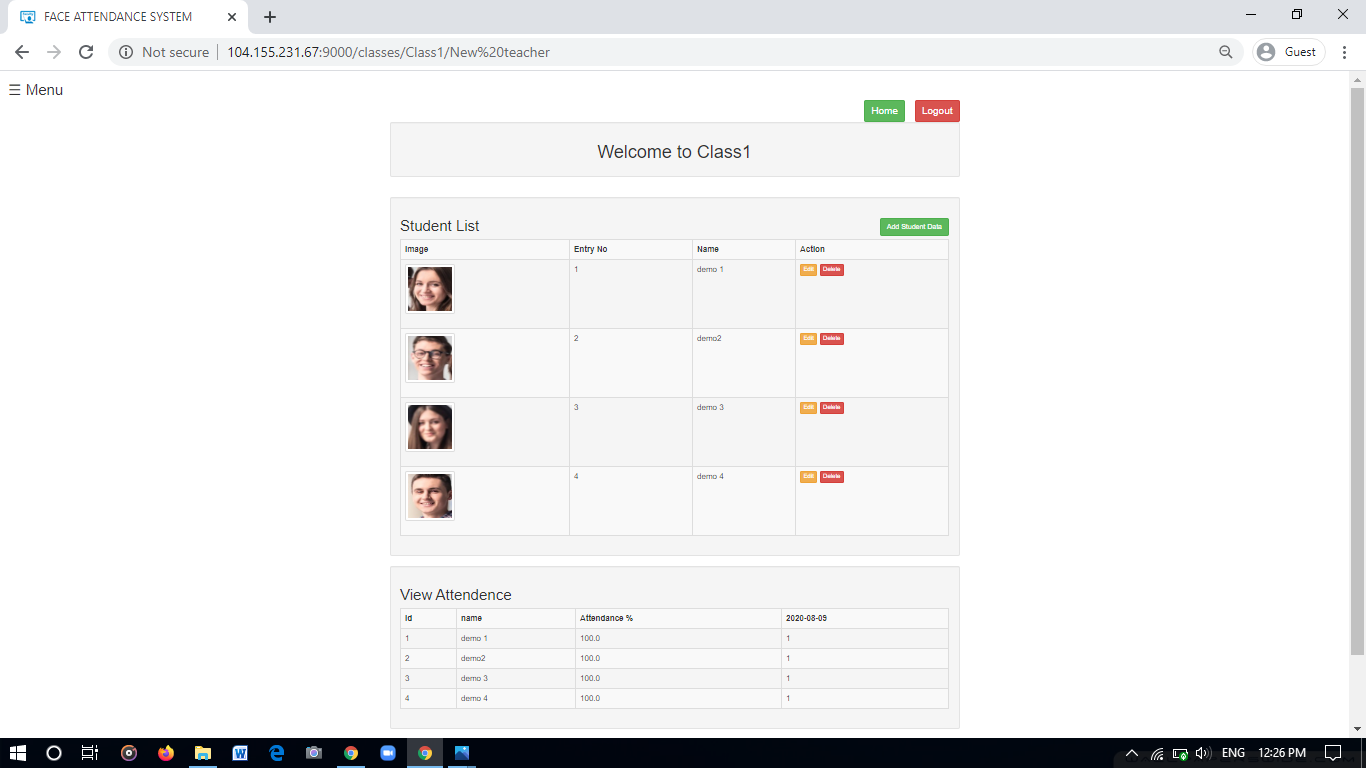 FACE ATTENDANCE SYSTEM
Not secure 104.155.231.67:9000/classes/Class1/New%20teacher Guest
☰ Menu
Home Logout
Welcome to Class1
Student List Add Student Data
Image Entry No Name Action
1 demo 1 Edit Delete
2 demo2 Edit Delete
3 demo 3 Edit Delete
4 demo 4 Edit Delete
View Attendence
Id name Attendance % 2020-08-09
1 demo 1 100.0 1
2 demo2 100.0 1
3 demo 3 100.0 1
4 demo 4 100.0 1
ENG 12:26 PM